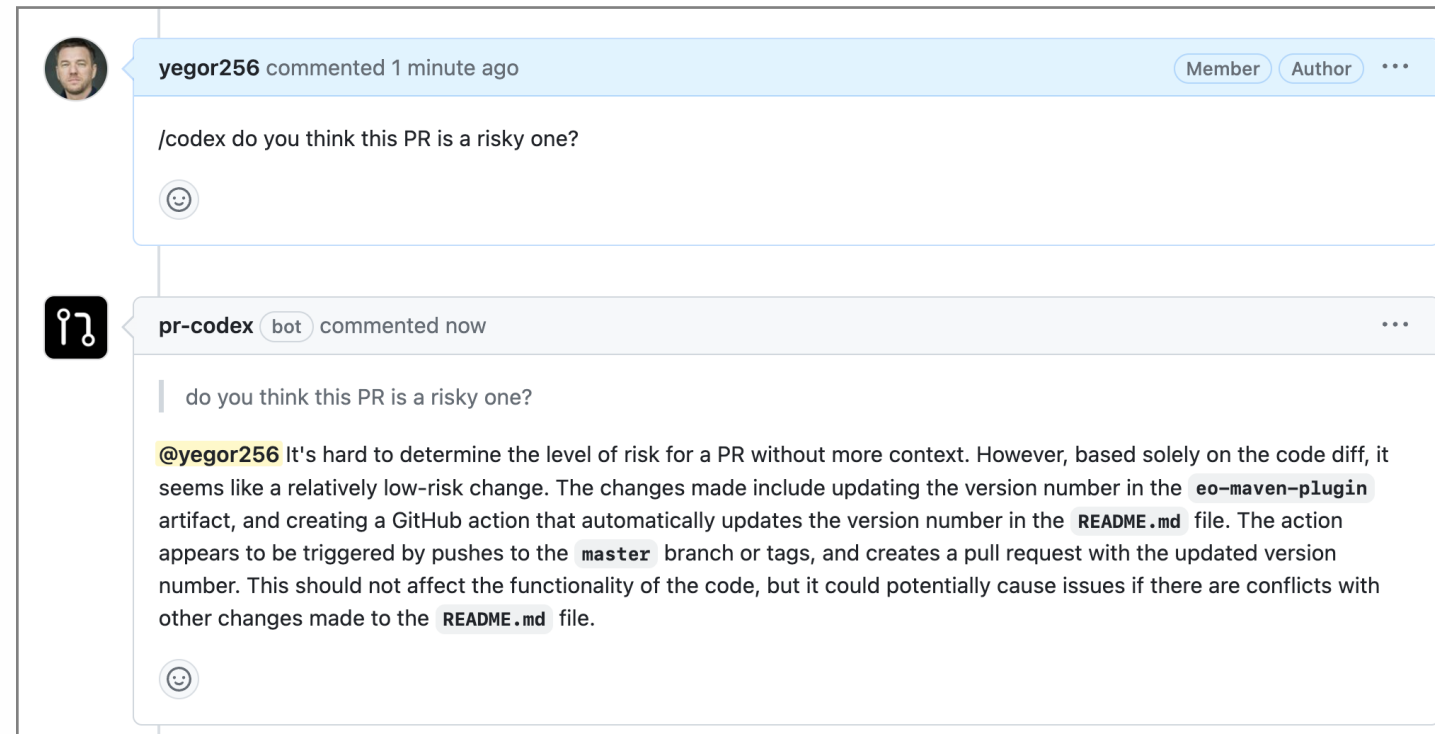 yegor256 commented 1 minute ago Member Author
/codex do you think this PR is a risky one?
pr-codex bot commented now
do you think this PR is a risky one?
@yegor256 It's hard to determine the level of risk for a PR without more context. However, based solely on the code diff, it
seems like a relatively low-risk change. The changes made include updating the version number in the eo-maven-plugin
artifact, and creating a GitHub action that automatically updates the version number in the README.md file. The action
appears to be triggered by pushes to the master branch or tags, and creates a pull request with the updated version
number. This should not affect the functionality of the code, but it could potentially cause issues if there are conflicts with
other changes made to the README.md file.